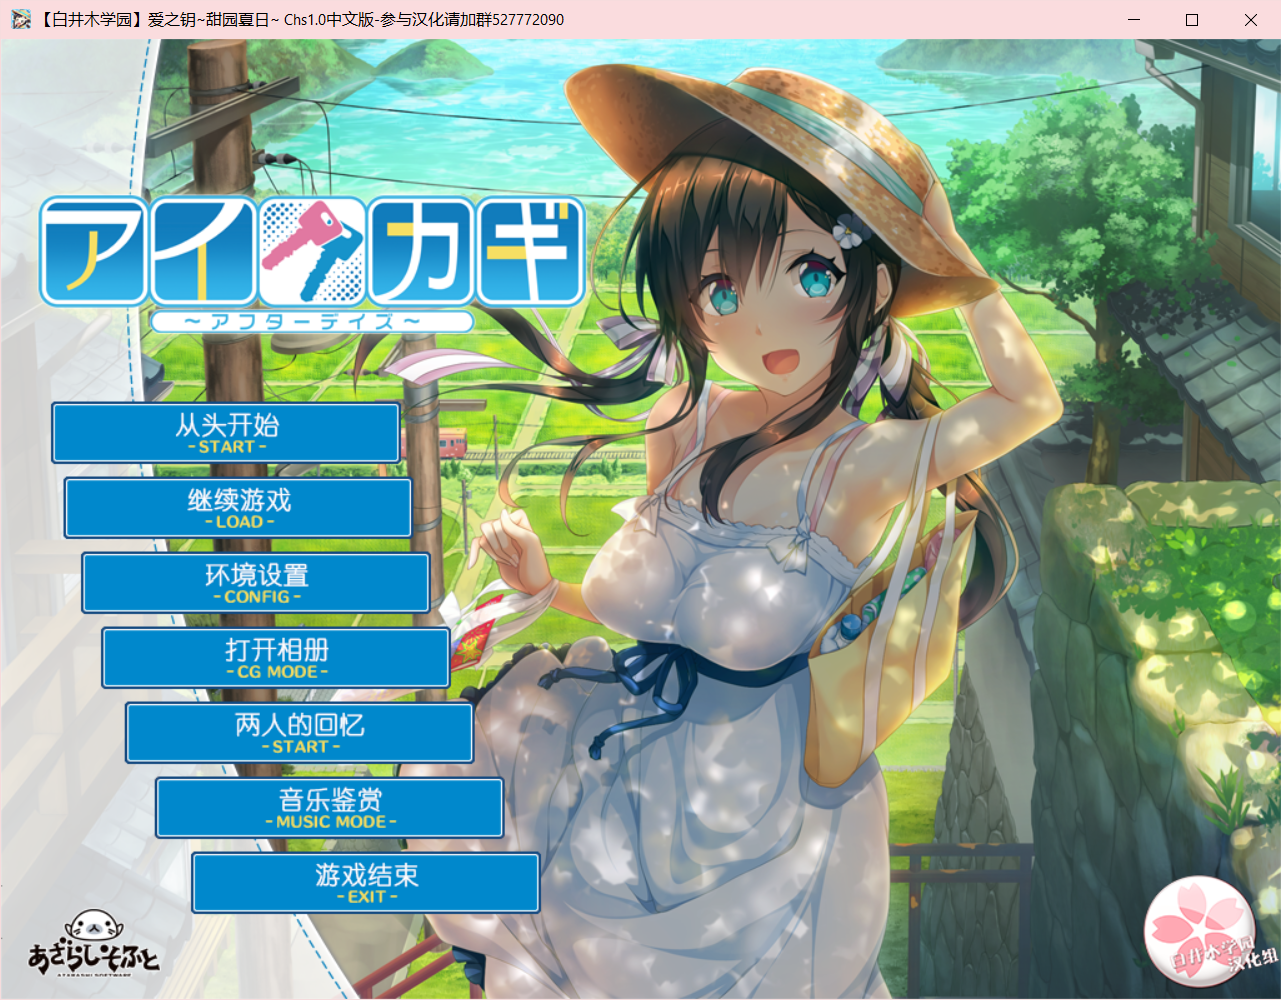 【白井木学园】爱之钥~甜园夏日~ Chs1.0中文版-参与汉化请加群527772090
アイカギ
~アフターデイズ~
从头开始
-START-
继续游戏
-LOAD-
环境设置
-CONFIG-
打开相册
-CG MODE-
两人的回忆
-START-
音乐鉴赏
-MUSIC MODE-
游戏结束
-EXIT-
あざらしそふと
AZARASHI SOFTWARE
白井木学园
汉化组